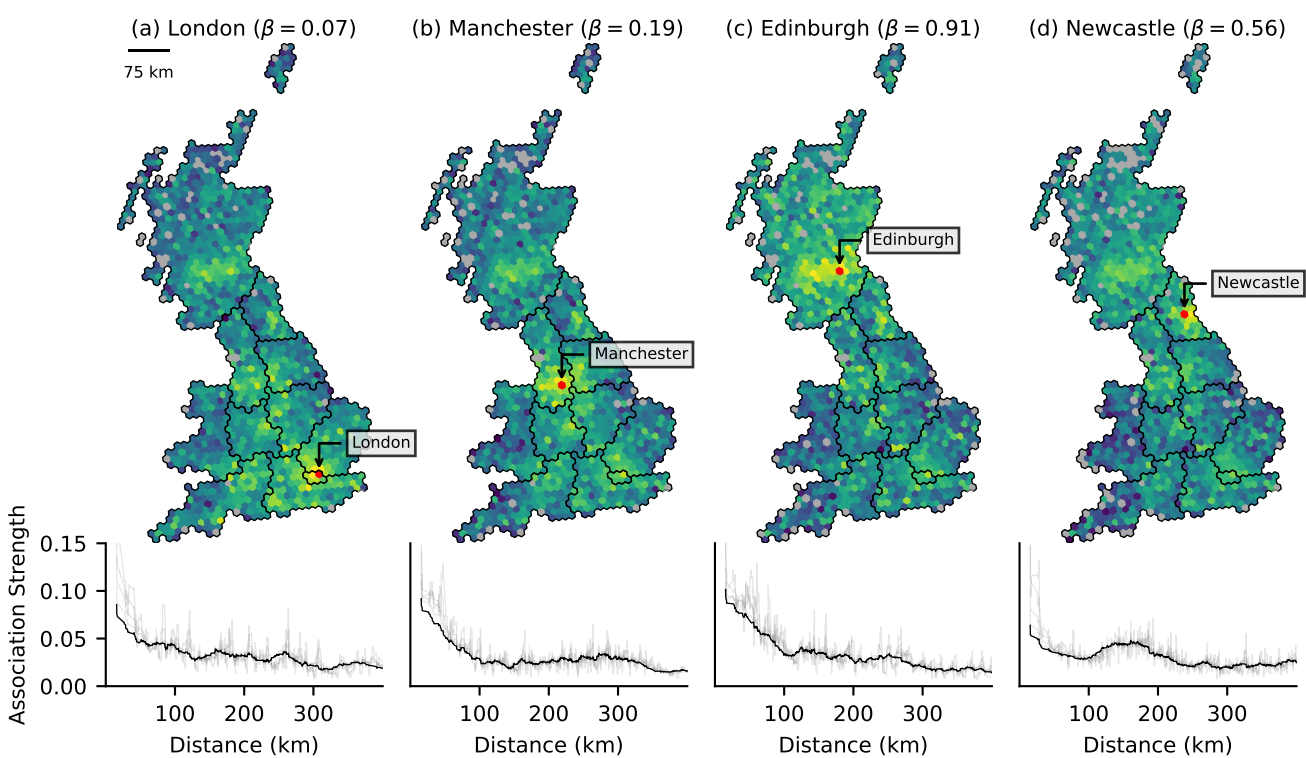 (a) London (β = 0.07)
(b) Manchester (β = 0.19)
(c) Edinburgh (β = 0.91)
(d) Newcastle (β = 0.56)
75 km
Edinburgh
Newcastle
Manchester
London
Association Strength
0.15
0.10
0.05
0.00
100 200 300
100 200 300
100 200 300
100 200 300
Distance (km)
Distance (km)
Distance (km)
Distance (km)